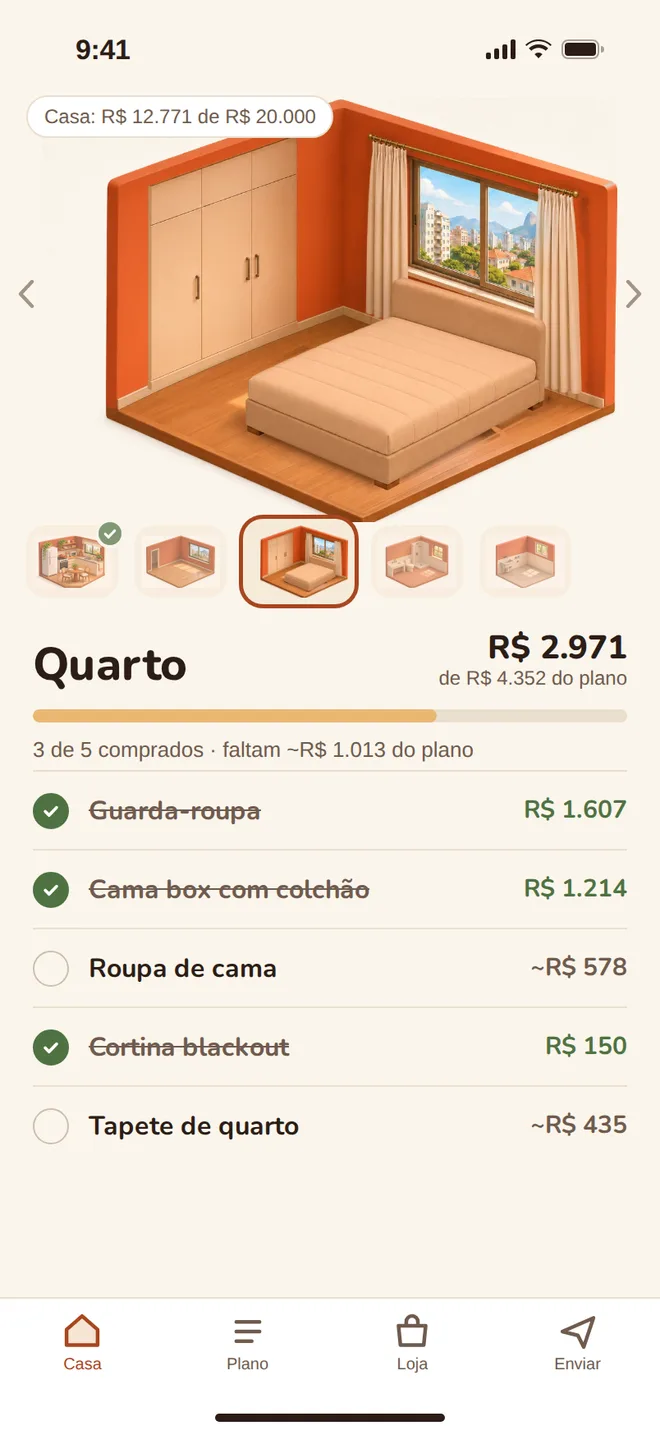 9:41
Casa: R$ 12.771 de R$ 20.000
Quarto
R$ 2.971
de R$ 4.352 do plano
3 de 5 comprados · faltam ~R$ 1.013 do plano
Guarda-roupa R$ 1.607
Cama box com colchão R$ 1.214
Roupa de cama ~R$ 578
Cortina blackout R$ 150
Tapete de quarto ~R$ 435
Casa Plano Loja Enviar